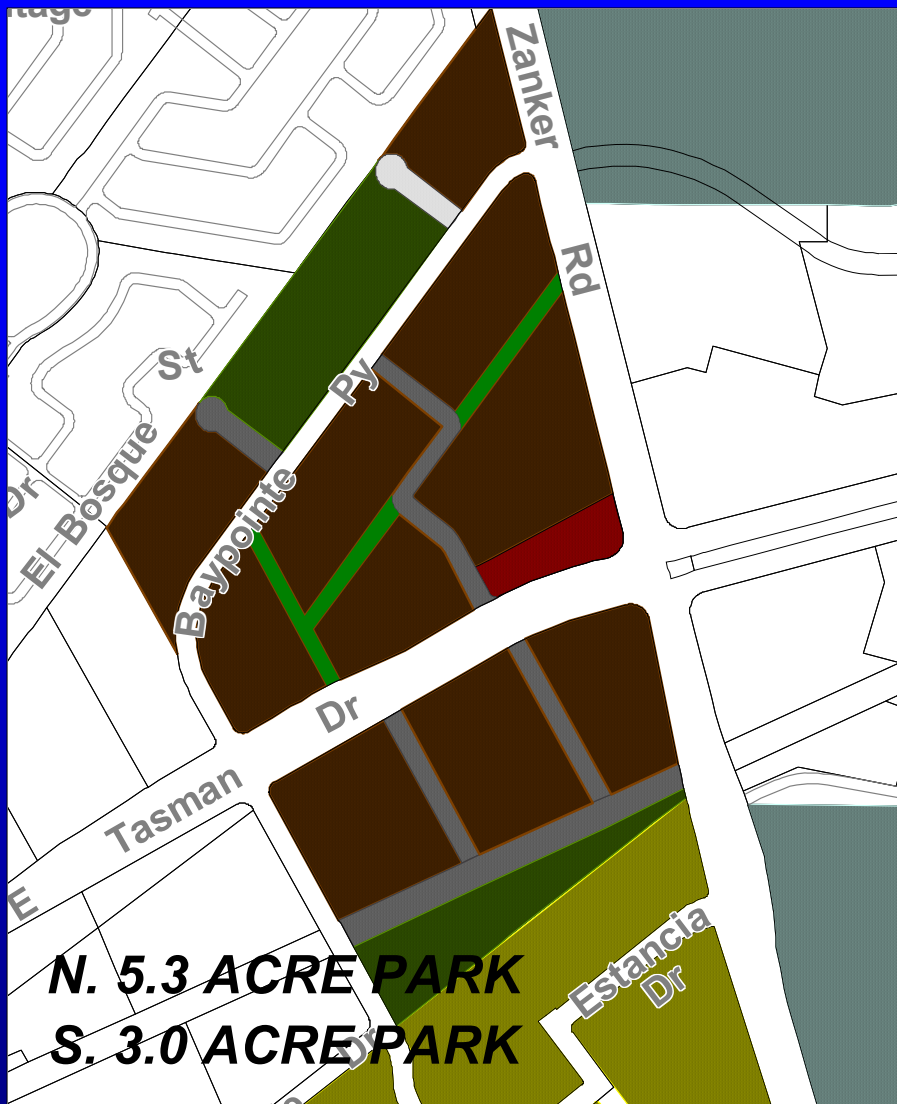 Zanker
Rd
St
Py
Dr
El Bosque
Baypointe
Dr
Tasman
E
Estancia
Dr
N. 5.3 ACRE PARK
S. 3.0 ACRE PARK
Dr